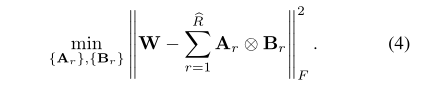 min_{\{\mathbf{A}_r\},\{\mathbf{B}_r\}} \left\| \mathbf{W} - \sum_{r=1}^{\widehat{R}} \mathbf{A}_r \otimes \mathbf{B}_r \right\|_F^2 . (4)